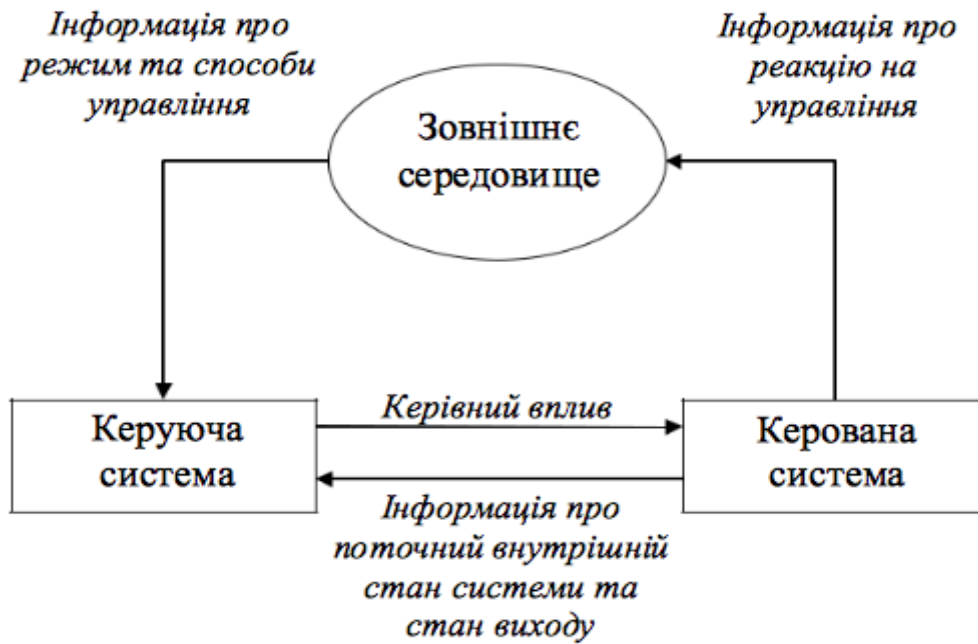 Інформація про
режим та способи
управління
Інформація про
реакцію на
управління
Зовнішнє
середовище
Керуюча
система
Керівний вплив
Керована
система
Інформація про
поточний внутрішній
стан системи та
стан виходу